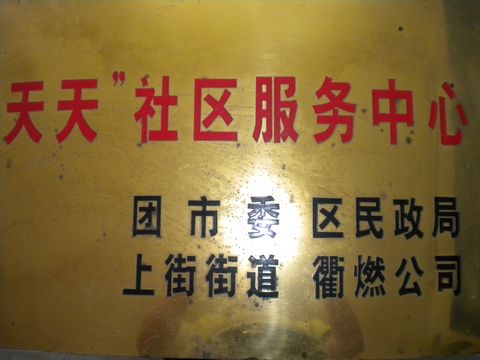 天天”社区服务中心
团市委 区民政局
上街街道 衢燃公司